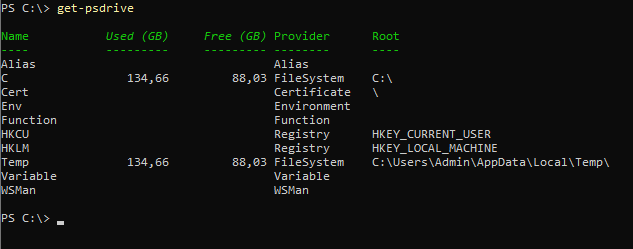 PS C:\> get-psdrive
Name Used (GB) Free (GB) Provider Root
---- --------- --------- -------- ----
Alias Alias
C 134,66 88,03 FileSystem C:\
Cert Certificate \
Env Environment
Function Function
HKCU Registry HKEY_CURRENT_USER
HKLM Registry HKEY_LOCAL_MACHINE
Temp 134,66 88,03 FileSystem C:\Users\Admin\AppData\Local\Temp\
Variable Variable
WSMan WSMan
PS C:\>